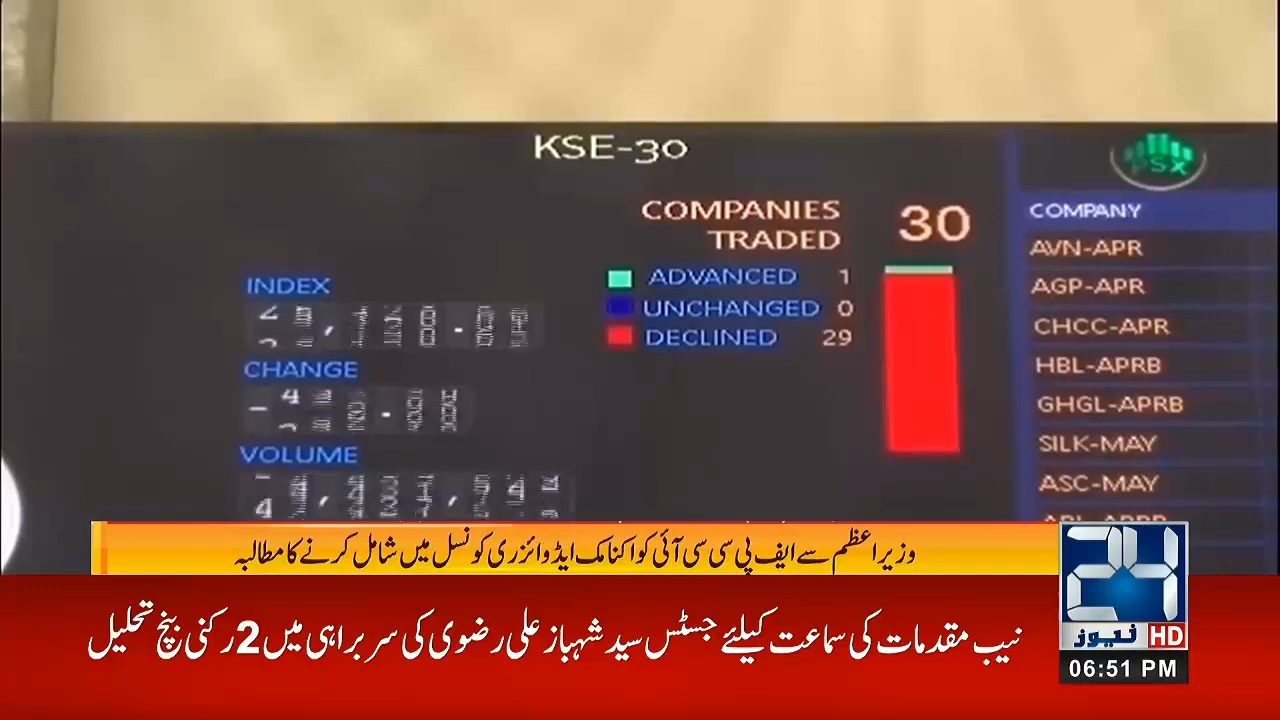 KSE-30
PSX
COMPANIES
TRADED
30
ADVANCED 1
UNCHANGED 0
DECLINED 29
INDEX
CHANGE
- 4
VOLUME
COMPANY
AVN-APR
AGP-APR
CHCC-APR
HBL-APRB
GHGL-APRB
SILK-MAY
ASC-MAY
وزیراعظم سے ایف پی سی سی آئی کو اکنامک ایڈوائزری کونسل میں شامل کرنے کا مطالبہ
نیب مقدمات کی سماعت کیلئے جسٹس سید شہباز علی رضوی کی سربراہی میں 2 رکنی بینچ تحلیل
24
نیوز HD
06:51 PM